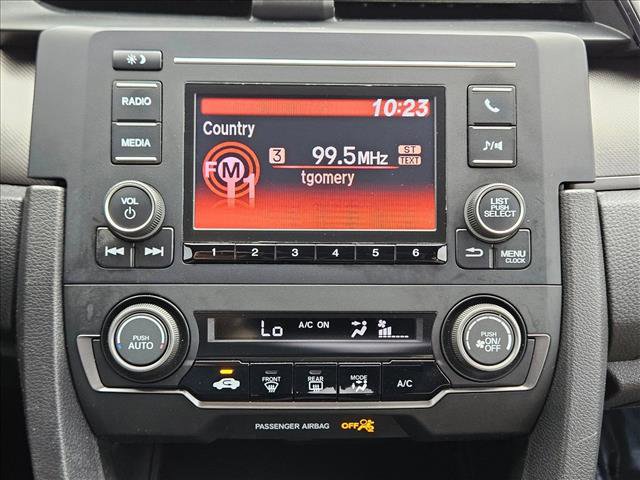 10:23
RADIO
Country
3 99.5MHz ST
TEXT
MEDIA
FM1
tgomery
VOL
LIST
PUSH
SELECT
1 2 3 4 5 6
MENU
CLOCK
Lo A/C ON
PUSH
AUTO
PUSH
ON/
OFF
FRONT REAR MODE A/C
PASSENGER AIRBAG OFF